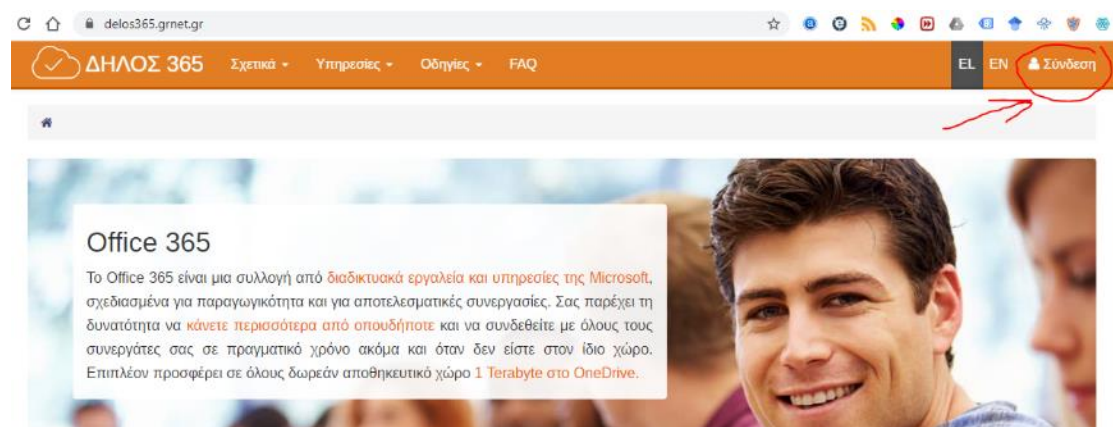 delos365.grnet.gr
ΔΗΛΟΣ 365 Σχετικά Υπηρεσίες Οδηγίες FAQ EL EN Σύνδεση
Office 365
Το Office 365 είναι μια συλλογή από διαδικτυακά εργαλεία και υπηρεσίες της Microsoft,
σχεδιασμένα για παραγωγικότητα και για αποτελεσματικές συνεργασίες. Σας παρέχει τη
δυνατότητα να κάνετε περισσότερα από οπουδήποτε και να συνδεθείτε με όλους τους
συνεργάτες σας σε πραγματικό χρόνο ακόμα και όταν δεν είστε στον ίδιο χώρο.
Επιπλέον προσφέρει σε όλους δωρεάν αποθηκευτικό χώρο 1 Terabyte στο OneDrive.